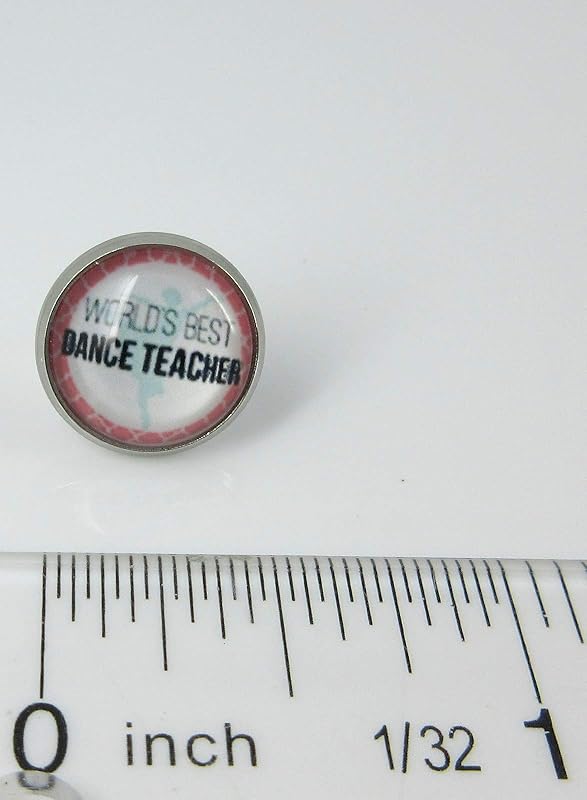 WORLD'S BEST
DANCE TEACHER
0 inch 1/32 1